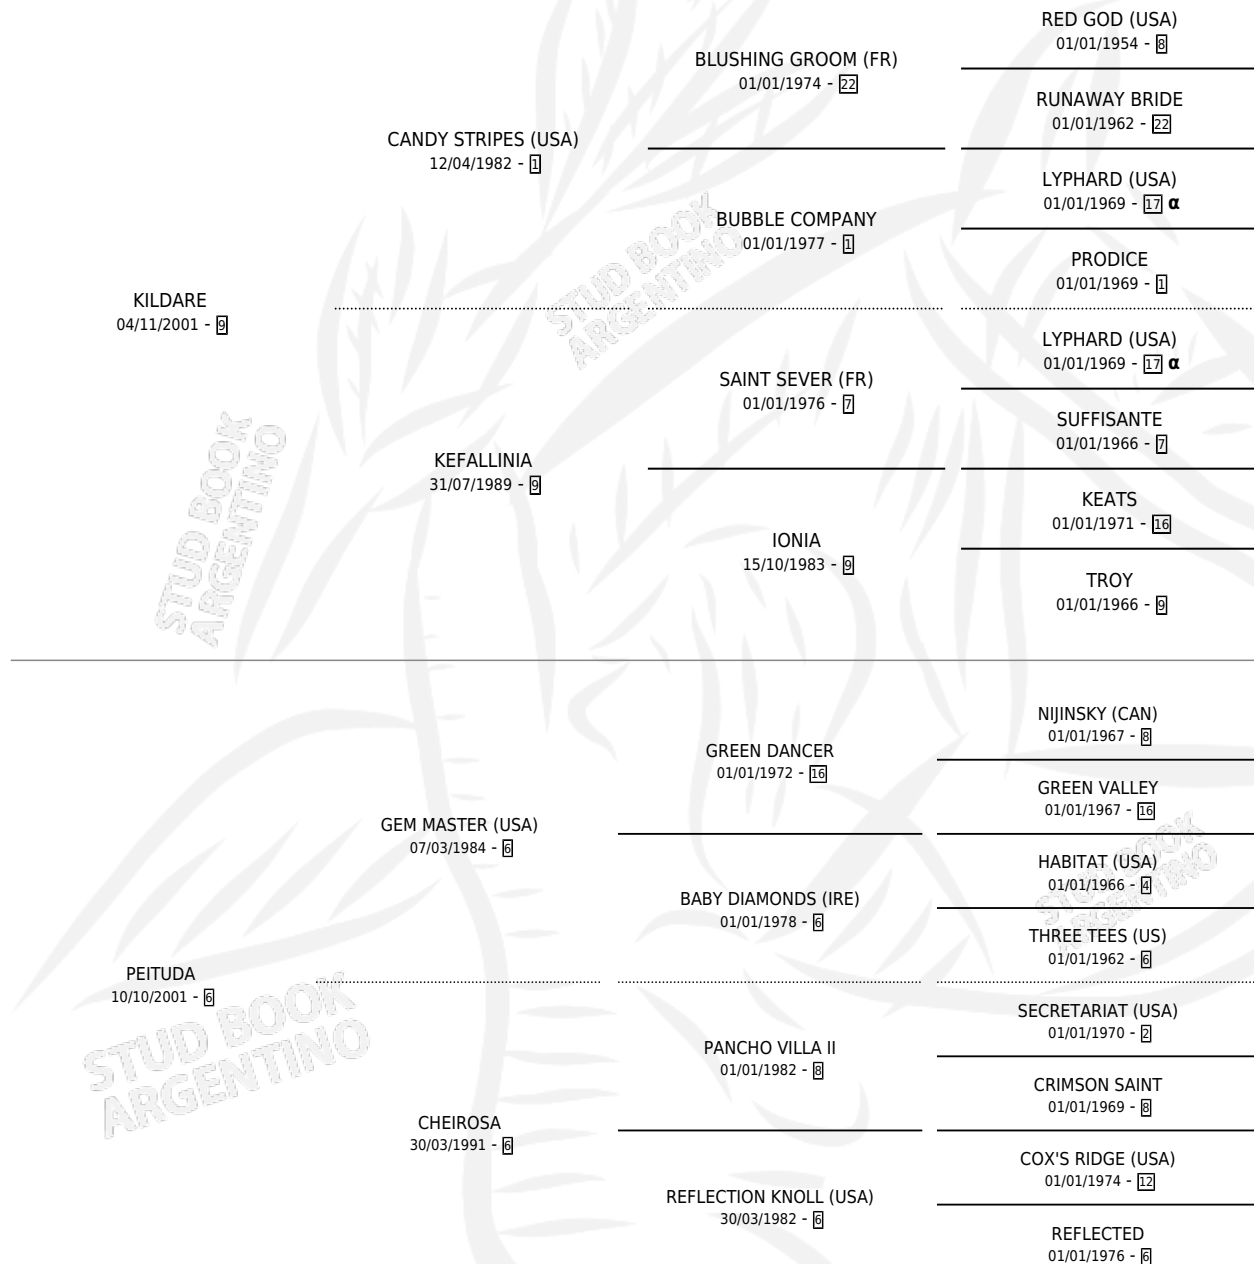 KILDARE
04/11/2001 - 9
CANDY STRIPES (USA)
12/04/1982 - 1
KEFALLINIA
31/07/1989 - 9
BLUSHING GROOM (FR)
01/01/1974 - 22
BUBBLE COMPANY
01/01/1977 - 1
SAINT SEVER (FR)
01/01/1976 - 7
IONIA
15/10/1983 - 9
RED GOD (USA)
01/01/1954 - 8
RUNAWAY BRIDE
01/01/1962 - 22
LYPHARD (USA)
01/01/1969 - 17 α
PRODICE
01/01/1969 - 1
LYPHARD (USA)
01/01/1969 - 17 α
SUFFISANTE
01/01/1966 - 7
KEATS
01/01/1971 - 16
TROY
01/01/1966 - 9
STUD BOOK
ARGENTINO
STUD BOOK
ARGENTINO
PEITUDA
10/10/2001 - 6
GEM MASTER (USA)
07/03/1984 - 6
CHEIROSA
30/03/1991 - 6
GREEN DANCER
01/01/1972 - 16
BABY DIAMONDS (IRE)
01/01/1978 - 6
PANCHO VILLA II
01/01/1982 - 8
REFLECTION KNOLL (USA)
30/03/1982 - 6
NIJINSKY (CAN)
01/01/1967 - 8
GREEN VALLEY
01/01/1967 - 16
HABITAT (USA)
01/01/1966 - 4
THREE TEES (US)
01/01/1962 - 6
SECRETARIAT (USA)
01/01/1970 - 2
CRIMSON SAINT
01/01/1969 - 8
COX'S RIDGE (USA)
01/01/1974 - 12
REFLECTED
01/01/1976 - 6
STUD BOOK
ARGENTINO
STUD BOOK
ARGENTINO